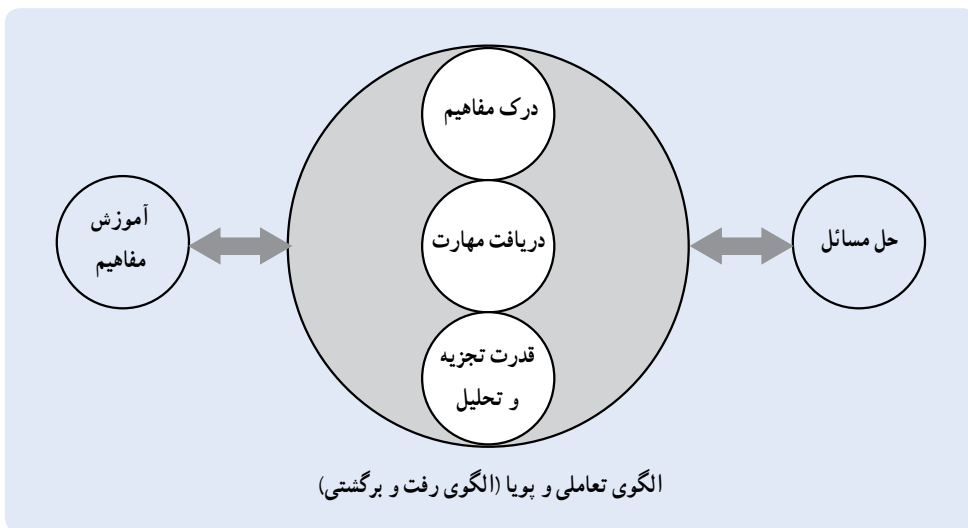 درک مفاهیم
دریافت مهارت
قدرت تجزیه
و تحلیل
حل مسائل
آموزش
مفاهیم
الگوی تعاملی و پویا (الگوی رفت و برگشتی)